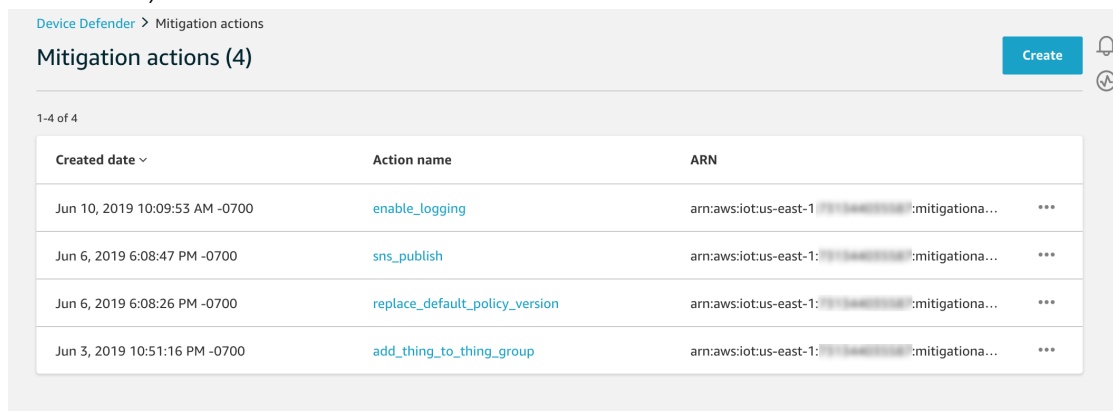 Device Defender > Mitigation actions
Mitigation actions (4)
Create
1-4 of 4
Created date Action name ARN
Jun 10, 2019 10:09:53 AM -0700 enable_logging arn:aws:iot:us-east-1 :mitigationa... •••
Jun 6, 2019 6:08:47 PM -0700 sns_publish arn:aws:iot:us-east-1: :mitigationa... •••
Jun 6, 2019 6:08:26 PM -0700 replace_default_policy_version arn:aws:iot:us-east-1: :mitigationa... •••
Jun 3, 2019 10:51:16 PM -0700 add_thing_to_thing_group arn:aws:iot:us-east-1: :mitigationa... •••